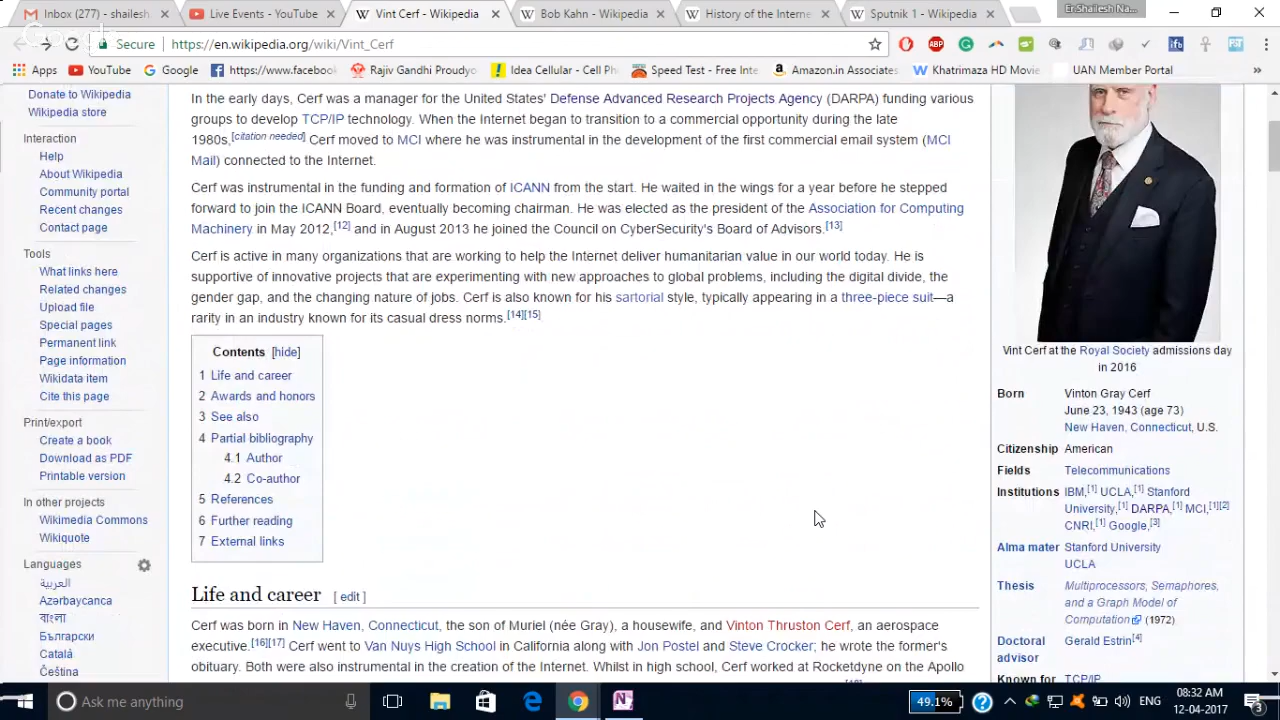 Inbox (277) - shailesh
Live Events - YouTube
Vint Cerf - Wikipedia
Bob Kahn - Wikipedia
History of the Interne
Sputnik 1 - Wikipedia
Er.Shailesh Na...
Secure
https://en.wikipedia.org/wiki/Vint_Cerf
Apps
YouTube
Google
https://www.facebook
Rajiv Gandhi Proudyo
Idea Cellular - Cell Ph
Speed Test - Free Inte
Amazon.in Associates
Khatrimaza HD Movie
UAN Member Portal
»
Donate to Wikipedia
Wikipedia store
Interaction
Help
About Wikipedia
Community portal
Recent changes
Contact page
Tools
What links here
Related changes
Upload file
Special pages
Permanent link
Page information
Wikidata item
Cite this page
Print/export
Create a book
Download as PDF
Printable version
In other projects
Wikimedia Commons
Wikiquote
Languages
العربية
Azərbaycanca
বাংলা
Български
Català
Čeština
In the early days, Cerf was a manager for the United States' Defense Advanced Research Projects Agency (DARPA) funding various
groups to develop TCP/IP technology. When the Internet began to transition to a commercial opportunity during the late
1980s,[citation needed] Cerf moved to MCI where he was instrumental in the development of the first commercial email system (MCI
Mail) connected to the Internet.
Cerf was instrumental in the funding and formation of ICANN from the start. He waited in the wings for a year before he stepped
forward to join the ICANN Board, eventually becoming chairman. He was elected as the president of the Association for Computing
Machinery in May 2012,[12] and in August 2013 he joined the Council on CyberSecurity's Board of Advisors.[13]
Cerf is active in many organizations that are working to help the Internet deliver humanitarian value in our world today. He is
supportive of innovative projects that are experimenting with new approaches to global problems, including the digital divide, the
gender gap, and the changing nature of jobs. Cerf is also known for his sartorial style, typically appearing in a three-piece suit—a
rarity in an industry known for its casual dress norms.[14][15]
Contents [hide]
1 Life and career
2 Awards and honors
3 See also
4 Partial bibliography
4.1 Author
4.2 Co-author
5 References
6 Further reading
7 External links
Life and career [ edit ]
Cerf was born in New Haven, Connecticut, the son of Muriel (née Gray), a housewife, and Vinton Thruston Cerf, an aerospace
executive.[16][17] Cerf went to Van Nuys High School in California along with Jon Postel and Steve Crocker; he wrote the former's
obituary. Both were also instrumental in the creation of the Internet. Whilst in high school, Cerf worked at Rocketdyne on the Apollo
Vint Cerf at the Royal Society admissions day
in 2016
Born Vinton Gray Cerf
June 23, 1943 (age 73)
New Haven, Connecticut, U.S.
Citizenship American
Fields Telecommunications
Institutions IBM,[1] UCLA,[1] Stanford
University,[1] DARPA,[1] MCI,[1][2]
CNRI,[1] Google,[3]
Alma mater Stanford University
UCLA
Thesis Multiprocessors, Semaphores,
and a Graph Model of
Computation (1972)
Doctoral Gerald Estrin[4]
advisor
Known for TCP/IP
Ask me anything
49.1%
ENG
08:32 AM
12-04-2017
3